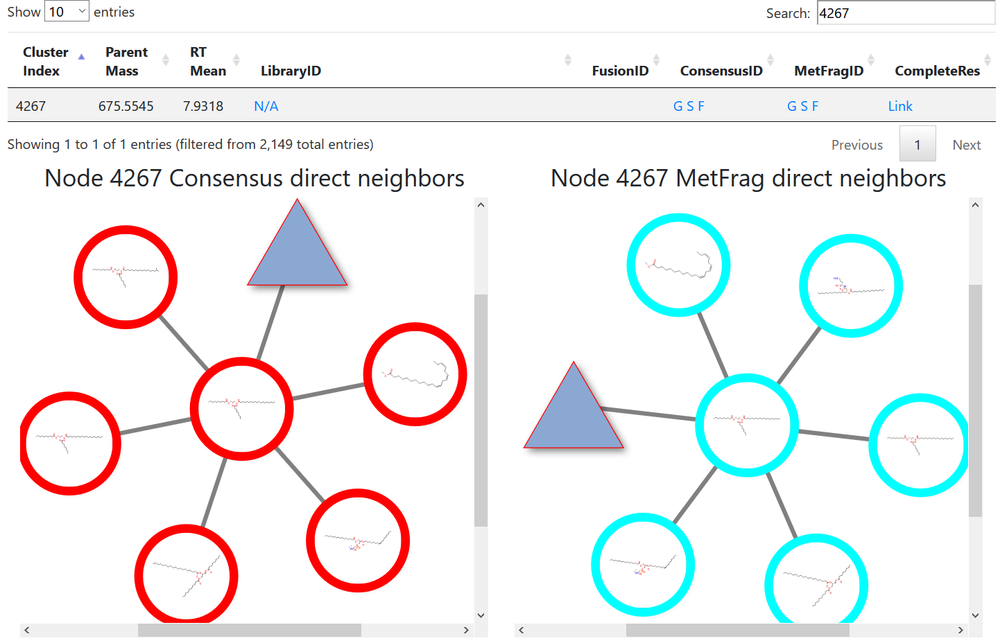 Show 10 entries Search: 4267
Cluster Index Parent Mass RT Mean LibraryID FusionID ConsensusID MetFragID CompleteRes
4267 675.5545 7.9318 N/A G S F G S F Link
Showing 1 to 1 of 1 entries (filtered from 2,149 total entries) Previous 1 Next
Node 4267 Consensus direct neighbors Node 4267 MetFrag direct neighbors